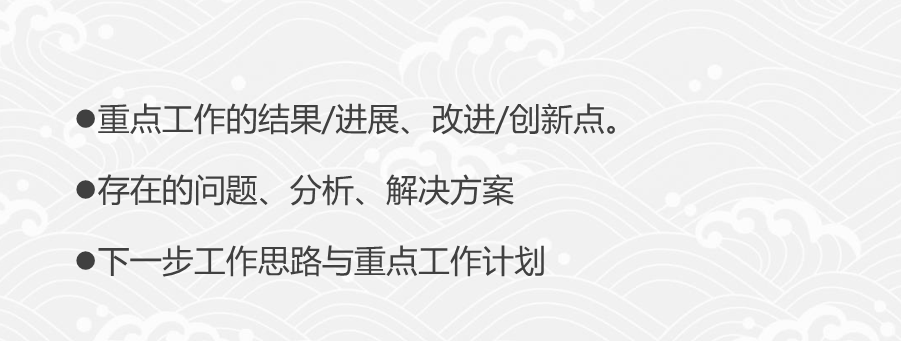 ●重点工作的结果/进展、改进/创新点。
●存在的问题、分析、解决方案
●下一步工作思路与重点工作计划